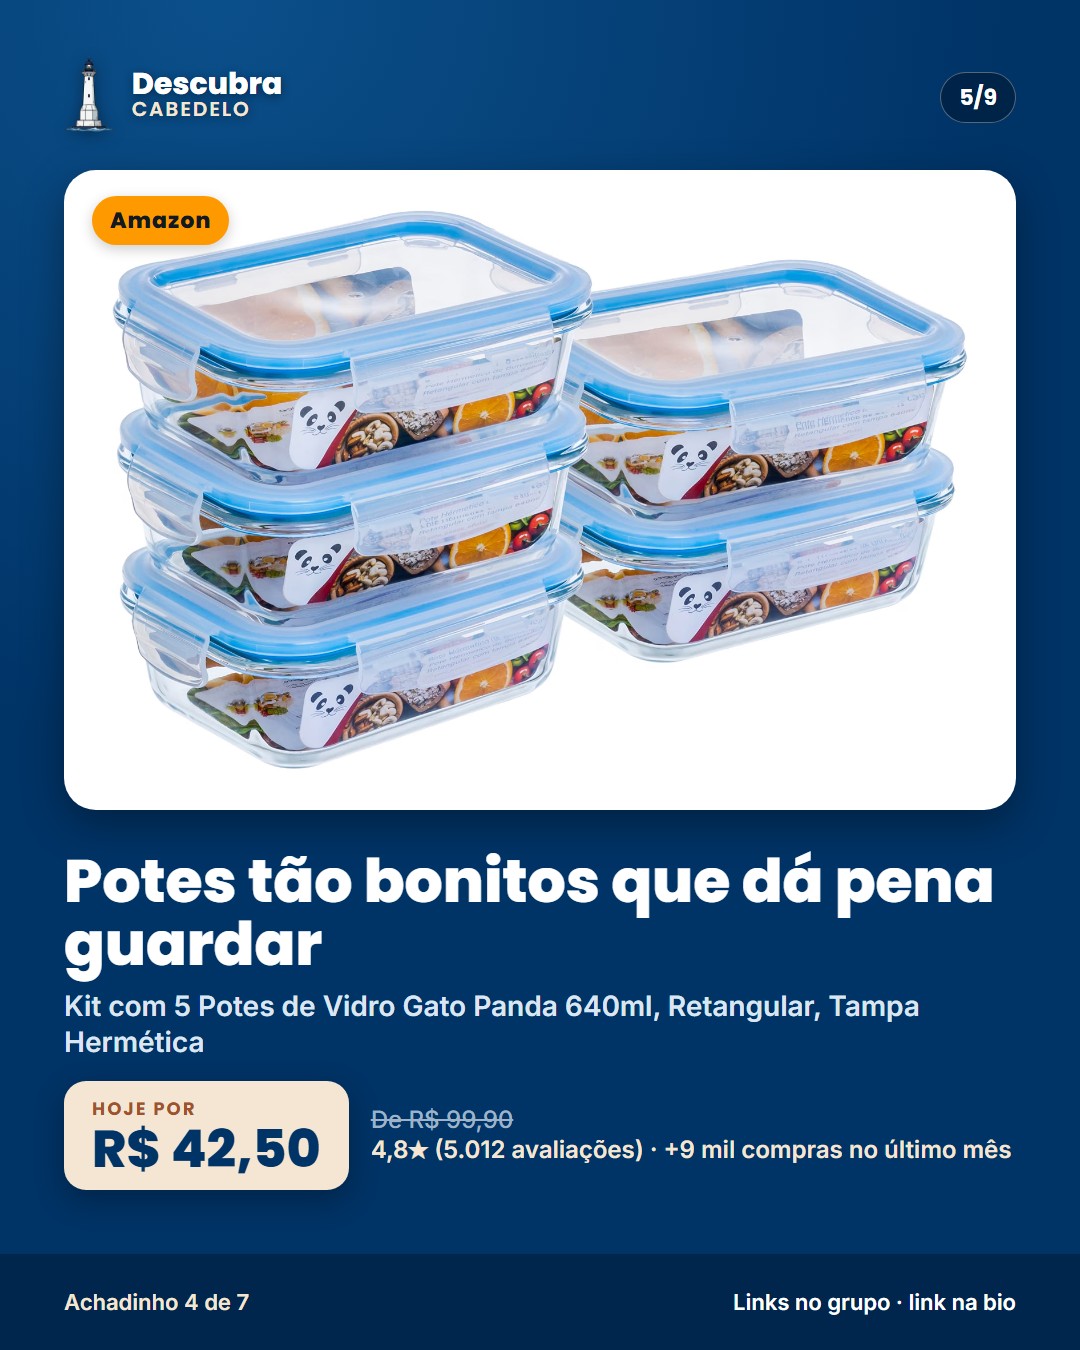 Descubra
CABEDELO
5/9
Amazon
Potes tão bonitos que dá pena
guardar
Kit com 5 Potes de Vidro Gato Panda 640ml, Retangular, Tampa
Hermética
HOJE POR
R$ 42,50
De R$ 99,90
4,8★ (5.012 avaliações) · +9 mil compras no último mês
Achadinho 4 de 7
Links no grupo · link na bio